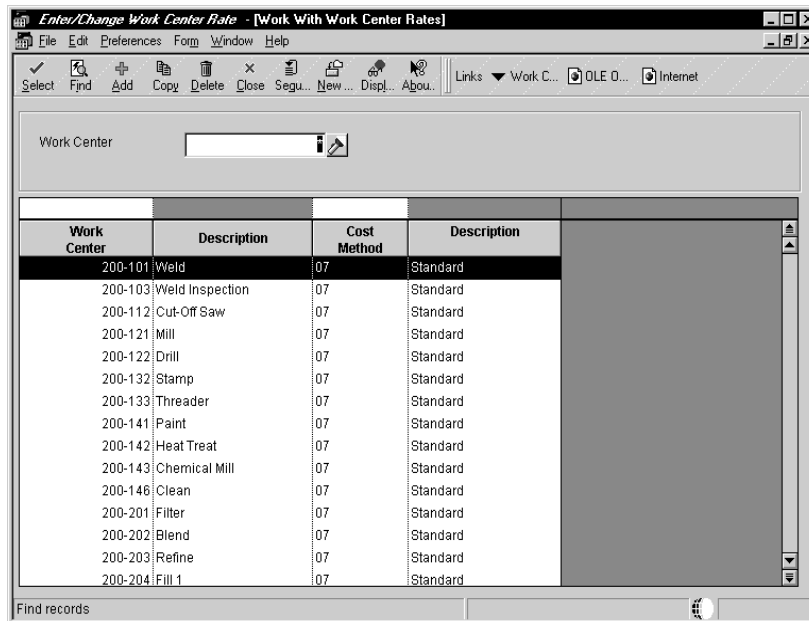 Enter/Change Work Center Rate - [Work With Work Center Rates]
File Edit Preferences Form Window Help
Select Find Add Copy Delete Close Sequ... New ... Displ... Abou.. Links Work C... OLE O... Internet
Work Center *
Work Center Description Cost Method Description
200-101 Weld 07 Standard
200-103 Weld Inspection 07 Standard
200-112 Cut-Off Saw 07 Standard
200-121 Mill 07 Standard
200-122 Drill 07 Standard
200-132 Stamp 07 Standard
200-133 Threader 07 Standard
200-141 Paint 07 Standard
200-142 Heat Treat 07 Standard
200-143 Chemical Mill 07 Standard
200-146 Clean 07 Standard
200-201 Filter 07 Standard
200-202 Blend 07 Standard
200-203 Refine 07 Standard
200-204 Fill 1 07 Standard
Find records